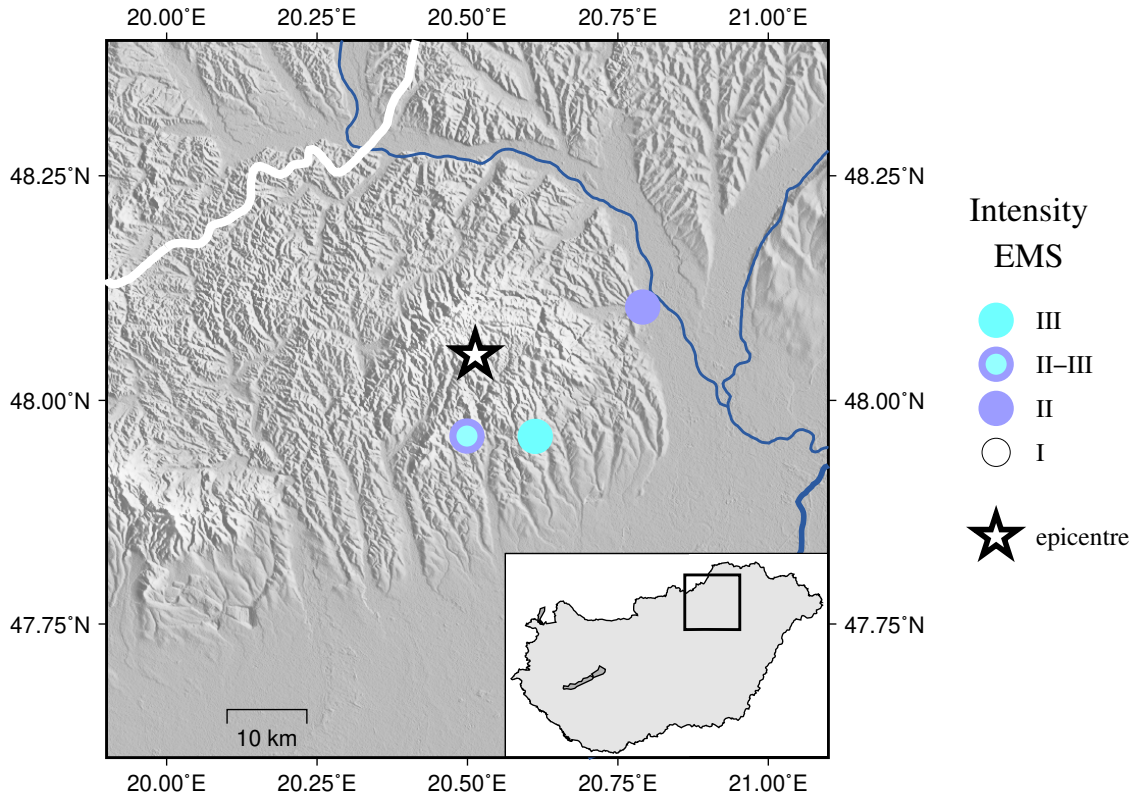 20.00°E 20.25°E 20.50°E 20.75°E 21.00°E
48.25°N 48.25°N
48.00°N 48.00°N
47.75°N 47.75°N
10 km
20.00°E 20.25°E 20.50°E 20.75°E 21.00°E
Intensity
EMS
III
II–III
II
I
epicentre